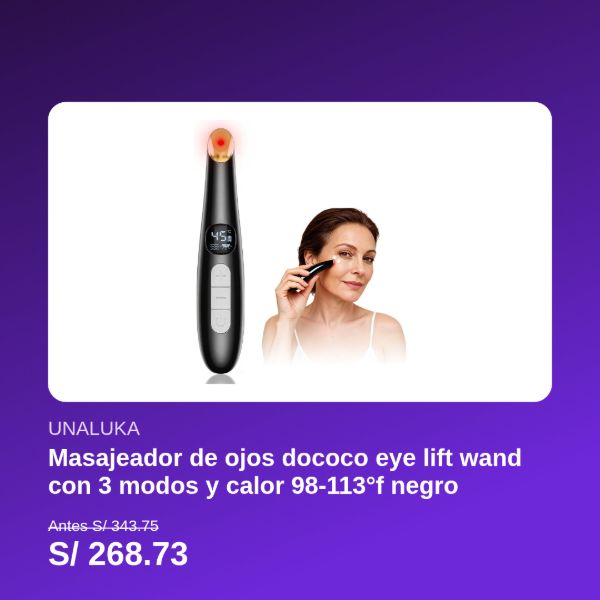 45
UNALUKA
Masajeador de ojos dococo eye lift wand
con 3 modos y calor 98-113°f negro
Antes S/ 343.75
S/ 268.73